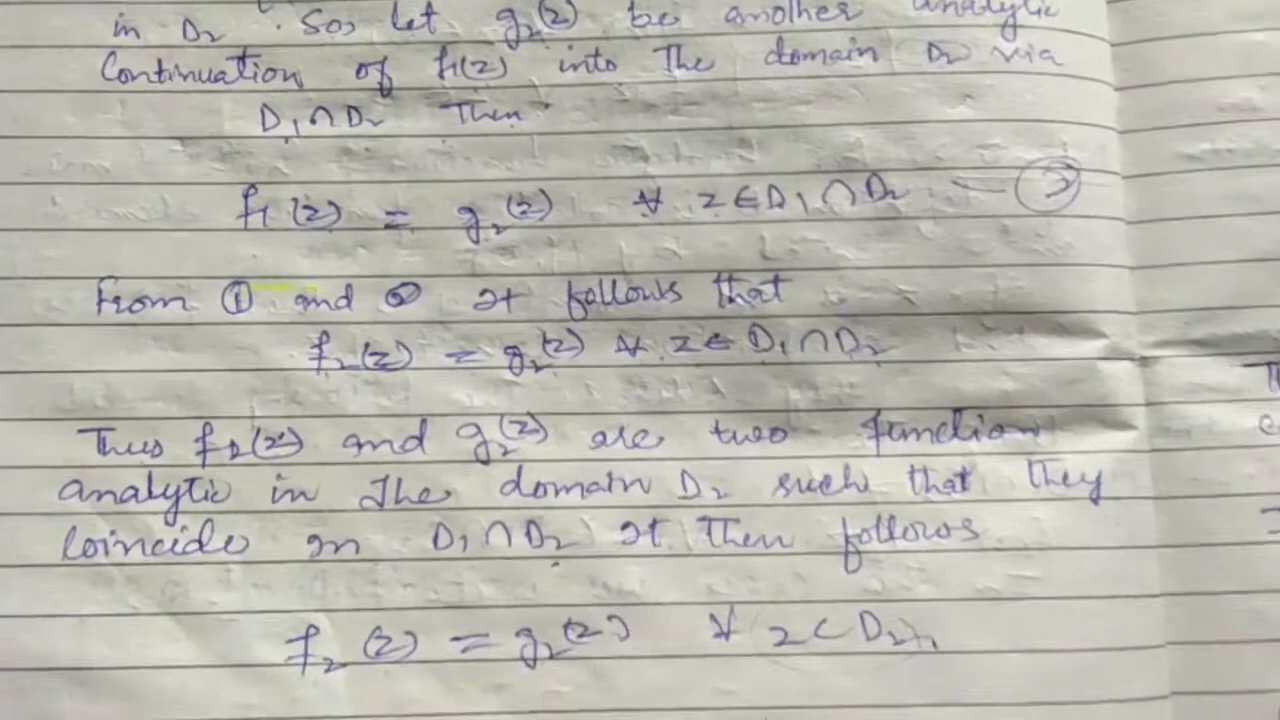 in D₂ . So, let g₂(z) be another analytic
Continuation of f₁(z) into The domain D₂ via
D₁∩D₂ Then
f₁(z) = g₂(z) ∀ z∈D₁∩D₂ — ②
From ① and ② It follows that
f₂(z) = g₂(z) ∀ z∈ D₁∩D₂
Thus f₂(z) and g₂(z) are two function
analytic in The domain D₂ such that they
Coincide in D₁∩D₂ It Then follows
f₂(z) = g₂(z) ∀ z∈D₂,